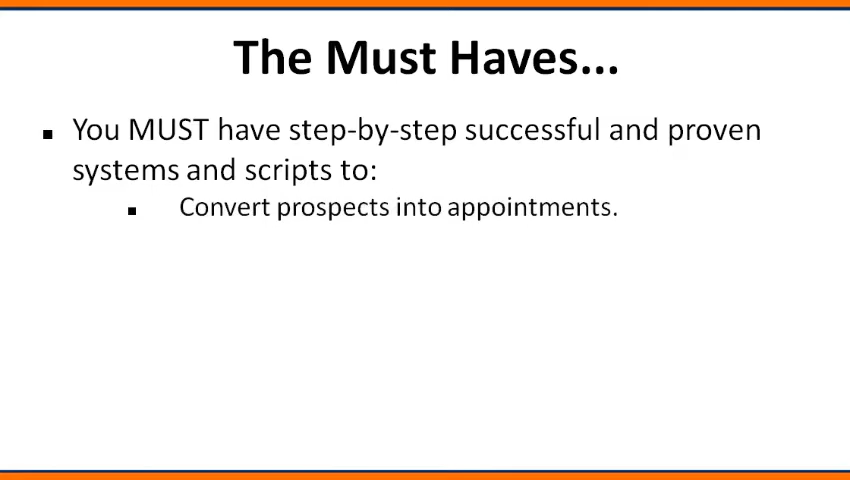 The Must Haves...
▪ You MUST have step-by-step successful and proven
systems and scripts to:
▪ Convert prospects into appointments.